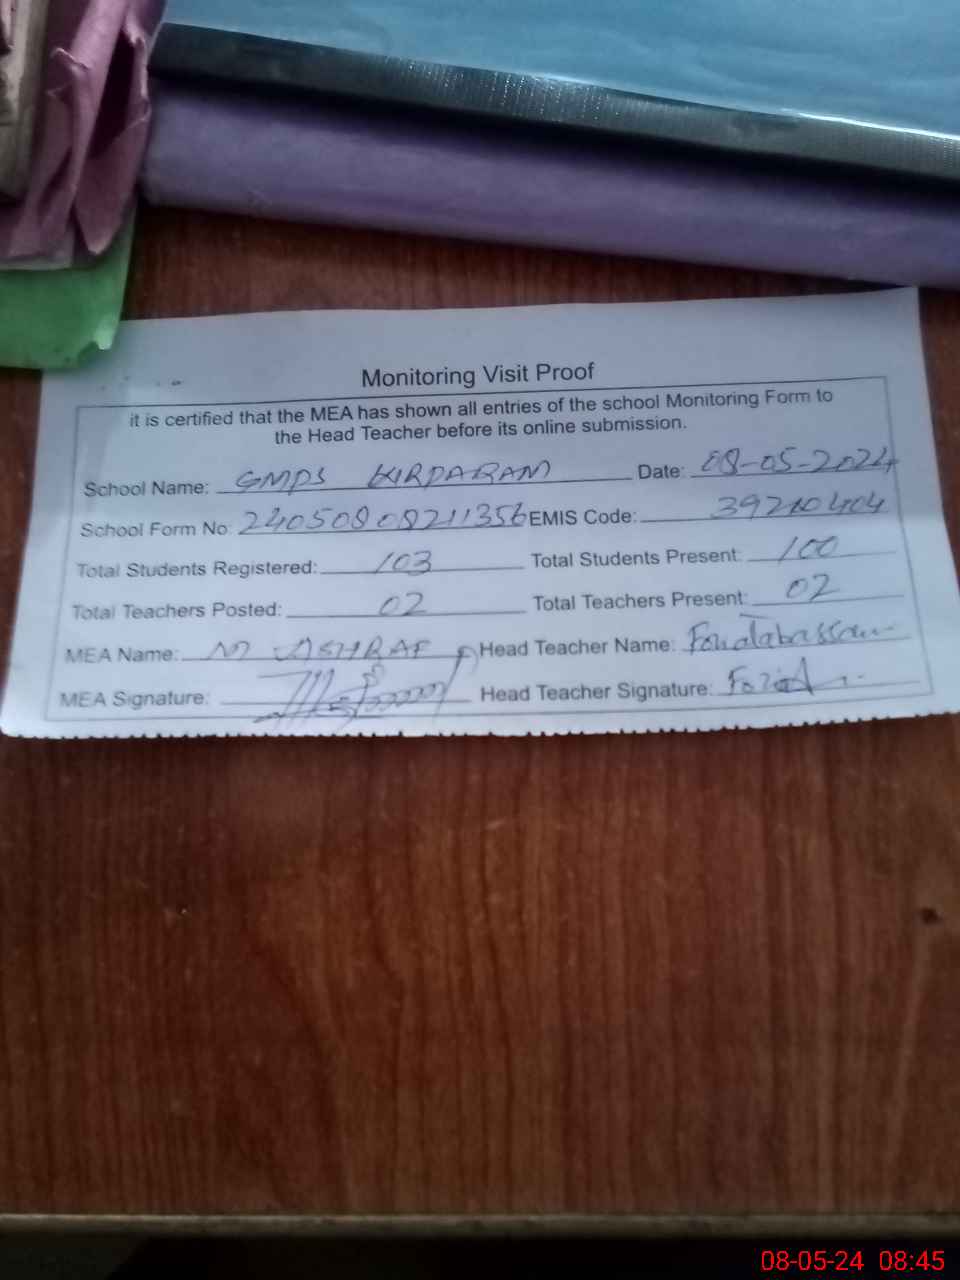 Monitoring Visit Proof
it is certified that the MEA has shown all entries of the school Monitoring Form to
the Head Teacher before its online submission.
School Name: GMPS KIRPARAM Date: 08-05-2024
School Form No: 24050808211356 EMIS Code: 39210404
Total Students Registered: 103 Total Students Present: 100
Total Teachers Posted: 02 Total Teachers Present: 02
MEA Name: M ASHRAF Head Teacher Name:
MEA Signature: Head Teacher Signature:
08-05-24 08:45